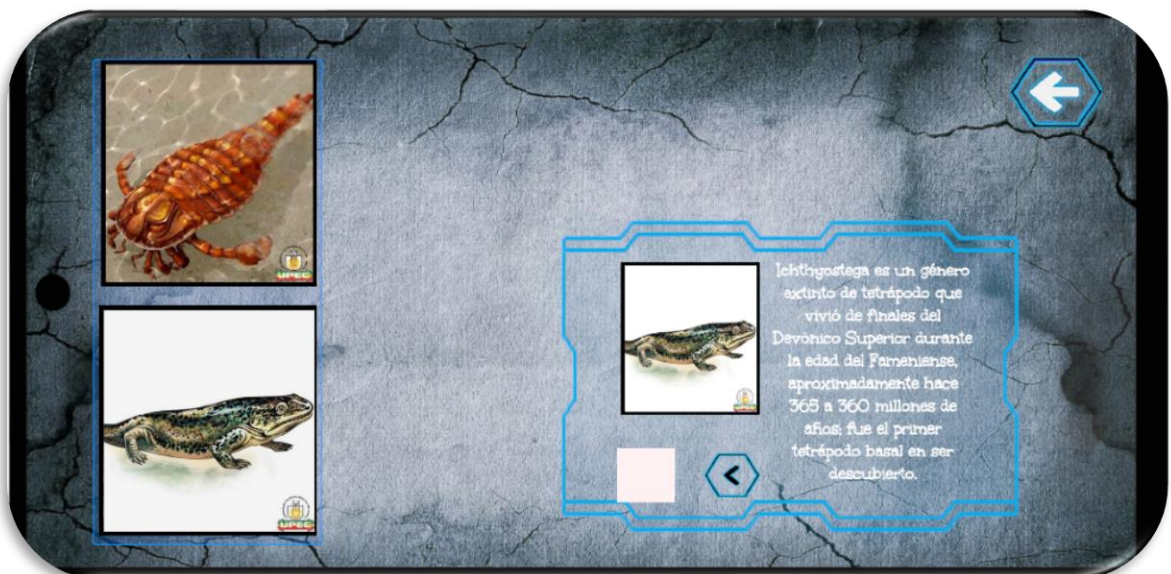 UPEC
UPEC
Ichthyostega es un género
extinto de tetrápodo que
vivió de finales del
Devónico Superior durante
la edad del Fameniense,
aproximadamente hace
365 a 360 millones de
años; fue el primer
tetrápodo basal en ser
descubierto.
UPEC